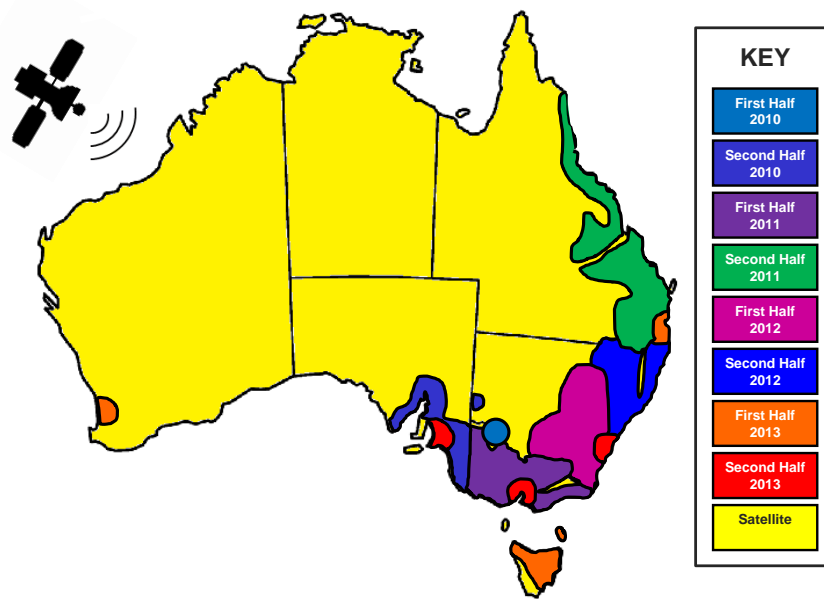 KEY
First Half
2010
Second Half
2010
First Half
2011
Second Half
2011
First Half
2012
Second Half
2012
First Half
2013
Second Half
2013
Satellite